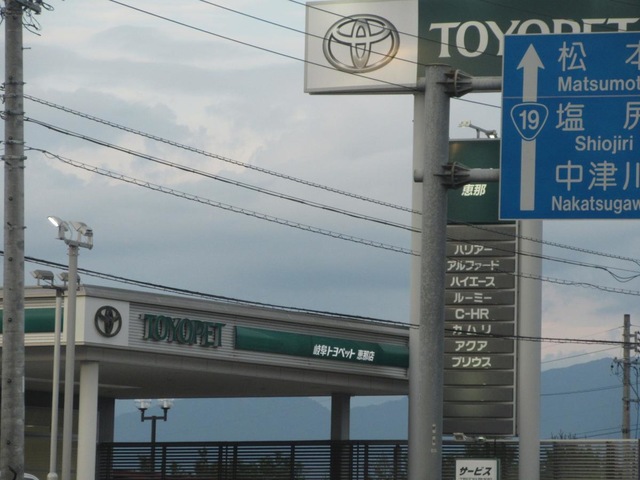 TOYOPET
松本
Matsumot
19
塩尻
Shiojiri
中津川
Nakatsugaw
恵那
ハリアー
アルファード
ハイエース
ルーミー
C-HR
カムリ
アクア
プリウス
TOYOPET
岐阜トヨペット 恵那店
サービス